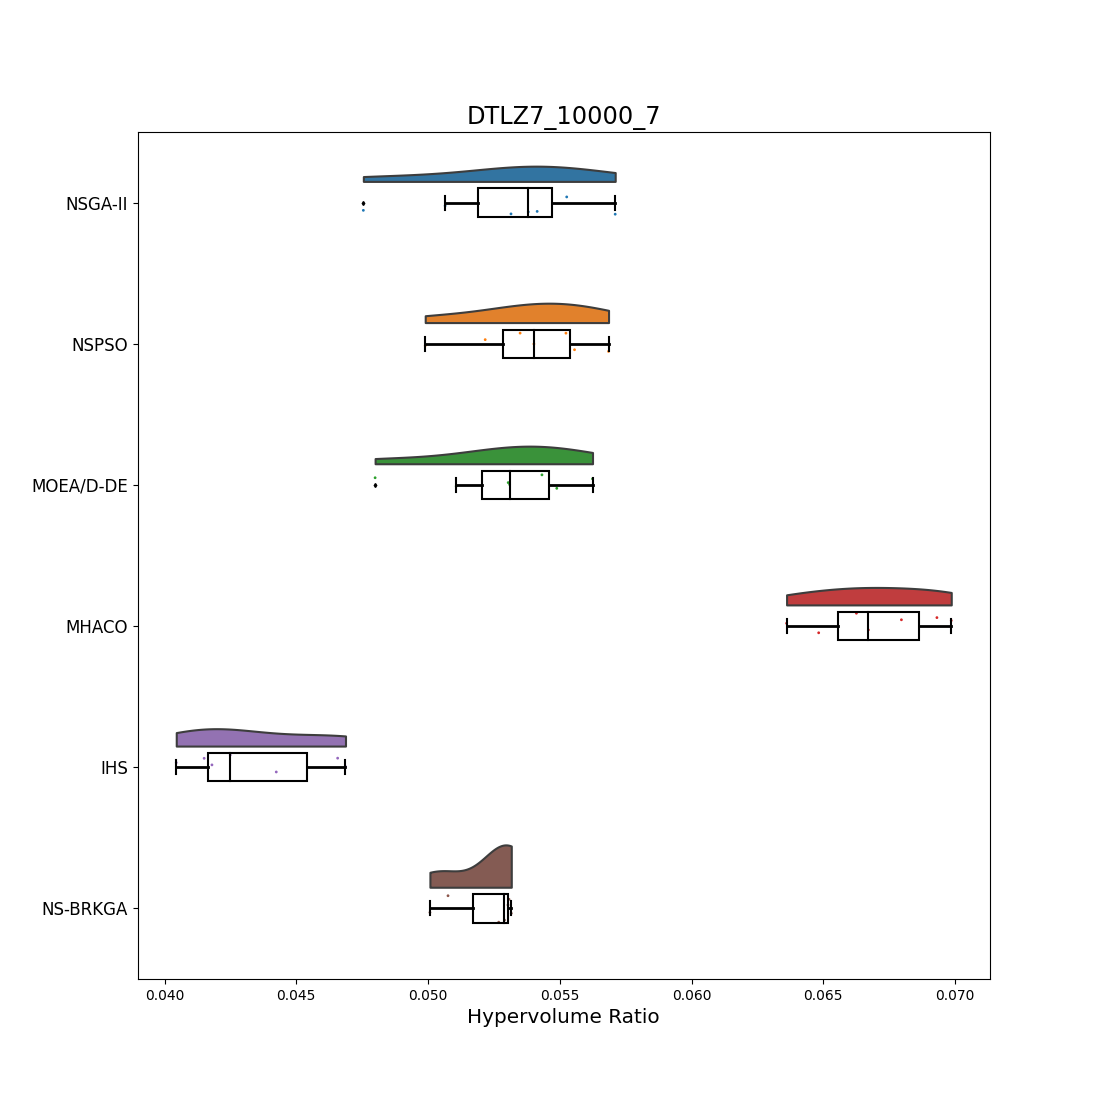 DTLZ7_10000_7
NSGA-II
NSPSO
MOEA/D-DE
MHACO
IHS
NS-BRKGA
0.040 0.045 0.050 0.055 0.060 0.065 0.070
Hypervolume Ratio